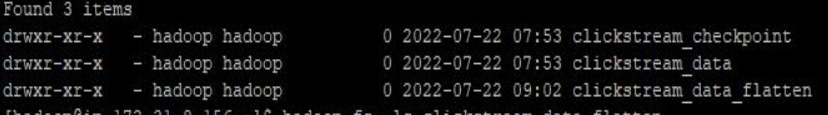 Found 3 items
drwxr-xr-x - hadoop hadoop 0 2022-07-22 07:53 clickstream_checkpoint
drwxr-xr-x - hadoop hadoop 0 2022-07-22 07:53 clickstream_data
drwxr-xr-x - hadoop hadoop 0 2022-07-22 09:02 clickstream_data_flatten